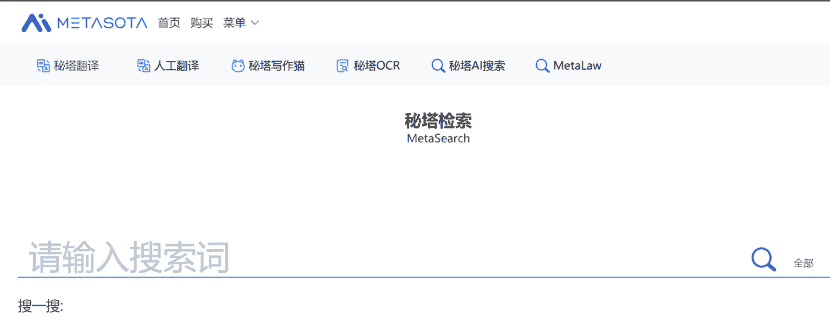 METASOTA 首页 购买 菜单
秘塔翻译 人工翻译 秘塔写作猫 秘塔OCR 秘塔AI搜索 MetaLaw
秘塔检索
MetaSearch
请输入搜索词 全部
搜一搜: